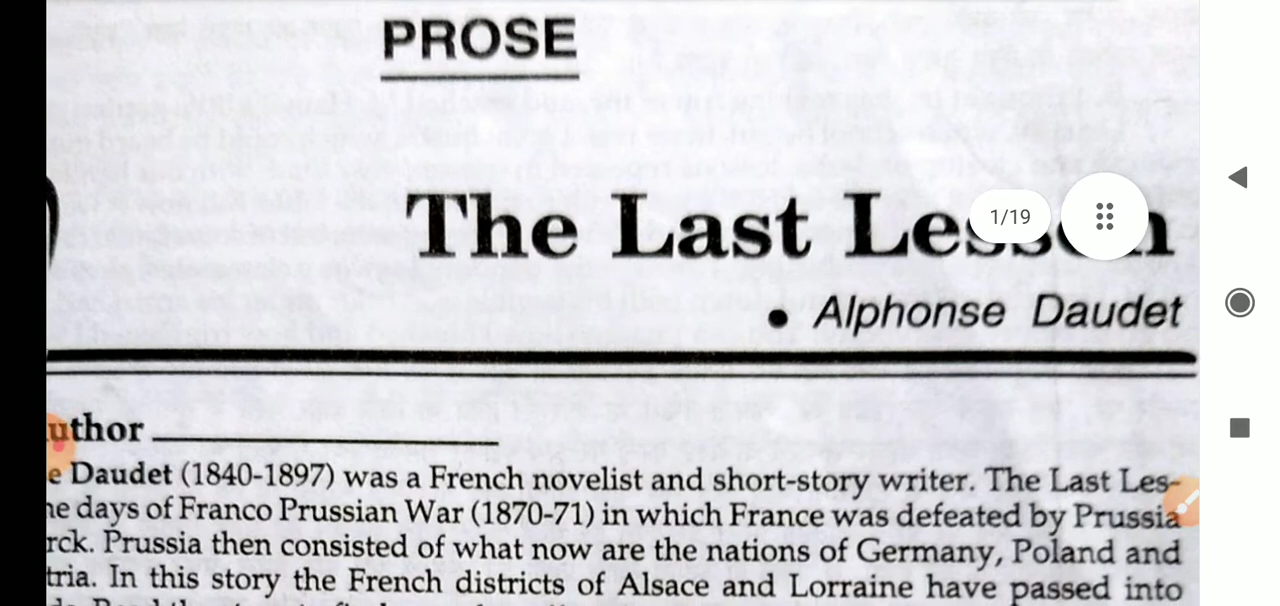 PROSE
The Last Lesson
1/19
• Alphonse Daudet
uthor
e Daudet (1840-1897) was a French novelist and short-story writer. The Last Les-
he days of Franco Prussian War (1870-71) in which France was defeated by Prussia
rck. Prussia then consisted of what now are the nations of Germany, Poland and
tria. In this story the French districts of Alsace and Lorraine have passed into